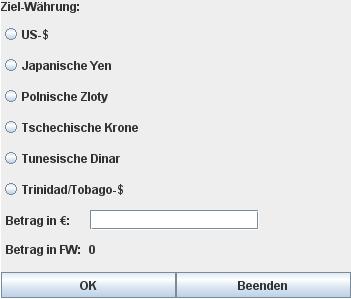 Ziel-Währung:
US-$
Japanische Yen
Polnische Zloty
Tschechische Krone
Tunesische Dinar
Trinidad/Tobago-$
Betrag in €:
Betrag in FW: 0
OK Beenden